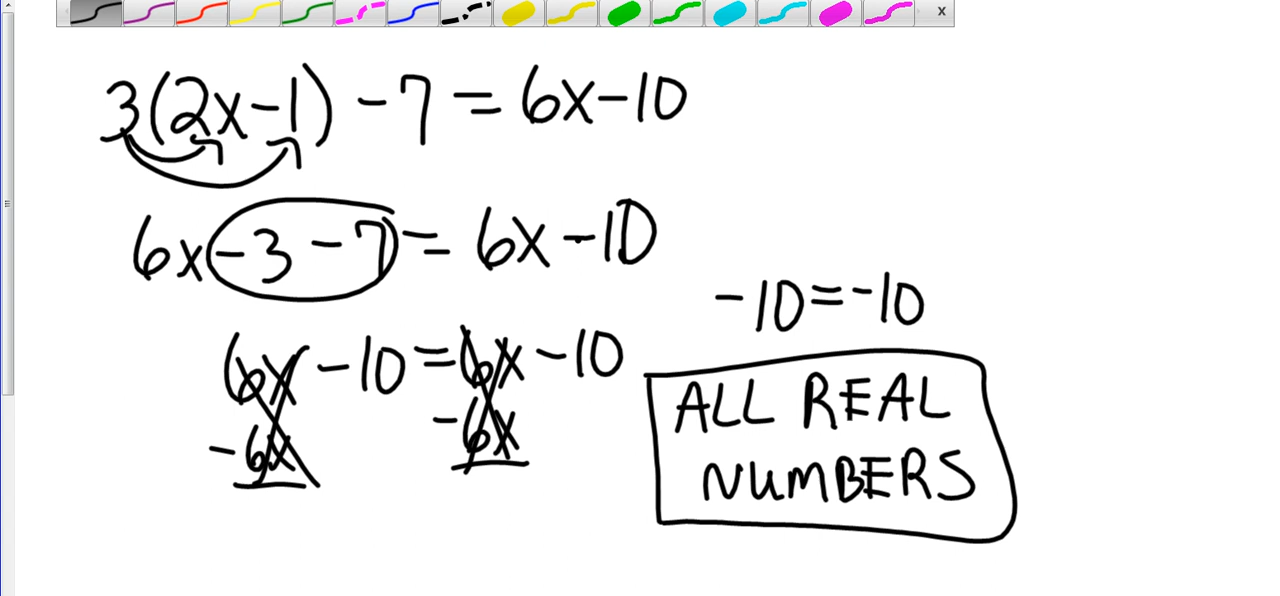 3(2x-1) - 7 = 6x-10
6x-3-7 = 6x-10
-10=-10
6x-10=6x-10
-6x -6x
ALL REAL
NUMBERS
x